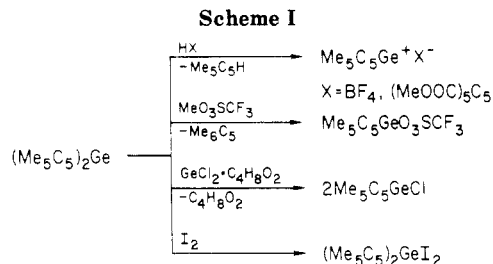 Scheme I
HX
-Me₅C₅H
Me₅C₅Ge⁺X⁻
X=BF₄, (MeOOC)₅C₅
MeO₃SCF₃
-Me₆C₅
Me₅C₅GeO₃SCF₃
(Me₅C₅)₂Ge
GeCl₂•C₄H₈O₂
-C₄H₈O₂
2Me₅C₅GeCl
I₂
(Me₅C₅)₂GeI₂